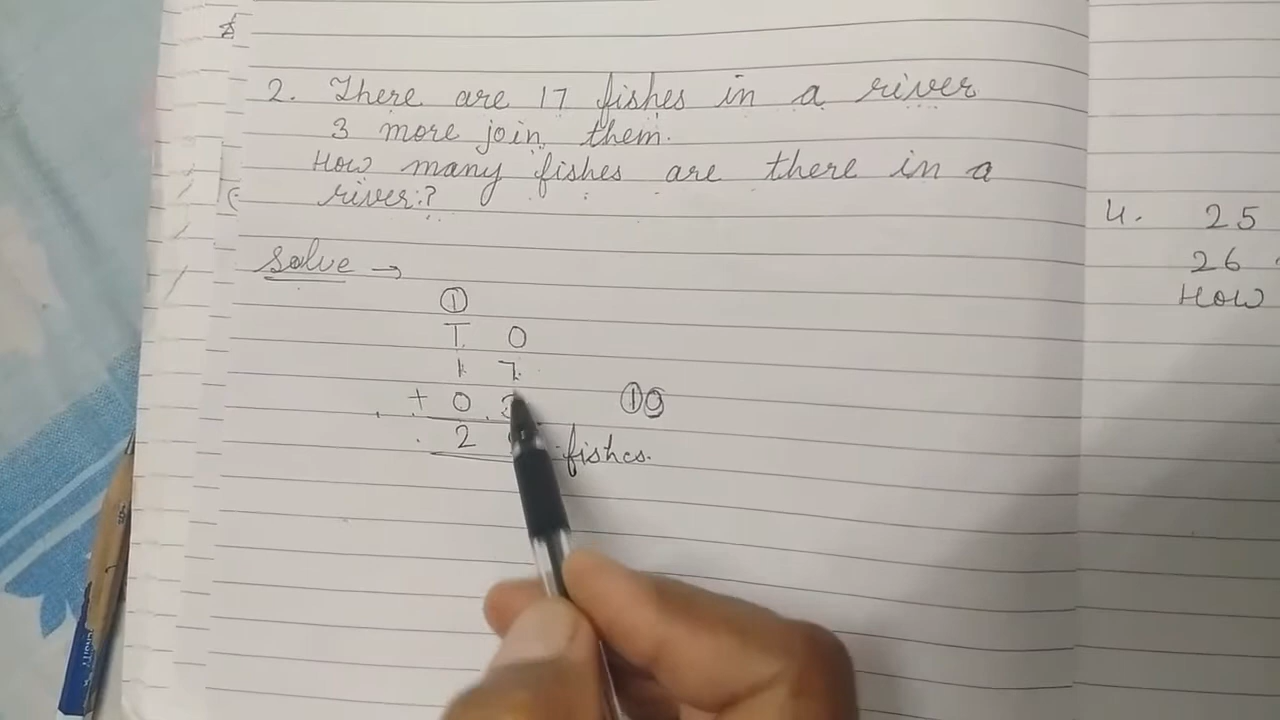 2. There are 17 fishes in a river
3 more join them.
How many fishes are there in a
river?
Solve →
①
T O
1 7
+ 0 3
2 fishes.
①⓪
4. 25
26
How